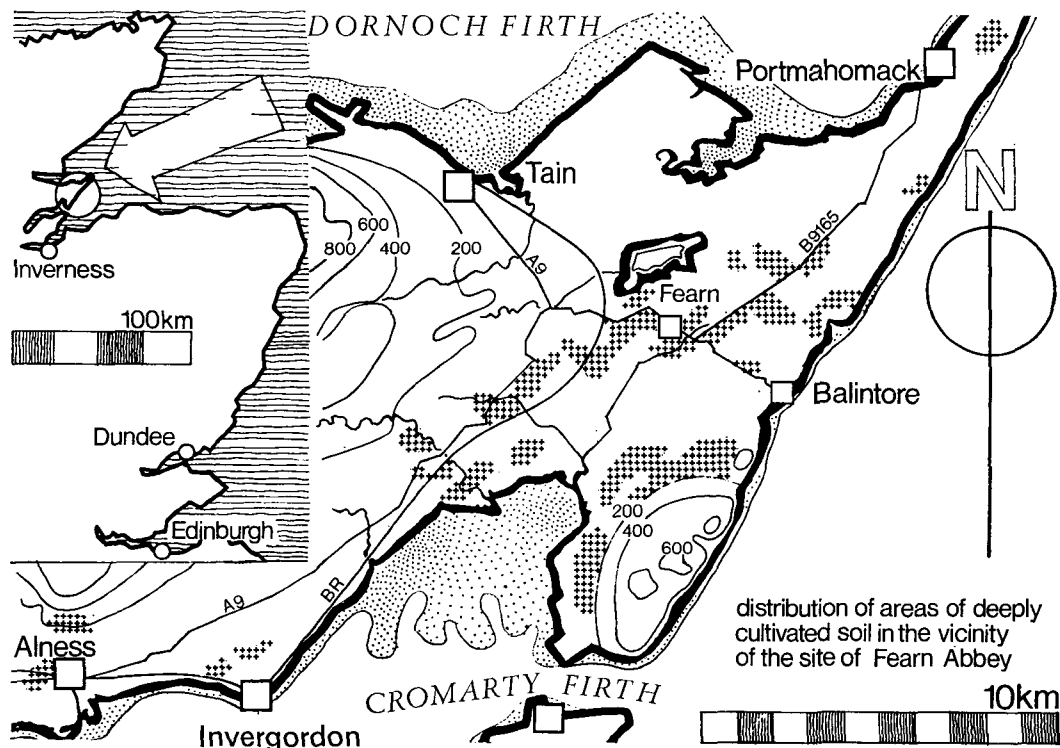 DORNOCH FIRTH
Portmahomack
Tain
N
600
800
400
200
A9
B9165
Inverness
Fearn
100km
Balintore
Dundee
200
400
600
Edinburgh
A9
BR
distribution of areas of deeply
cultivated soil in the vicinity
of the site of Fearn Abbey
Alness
CROMARTY FIRTH
10km
Invergordon